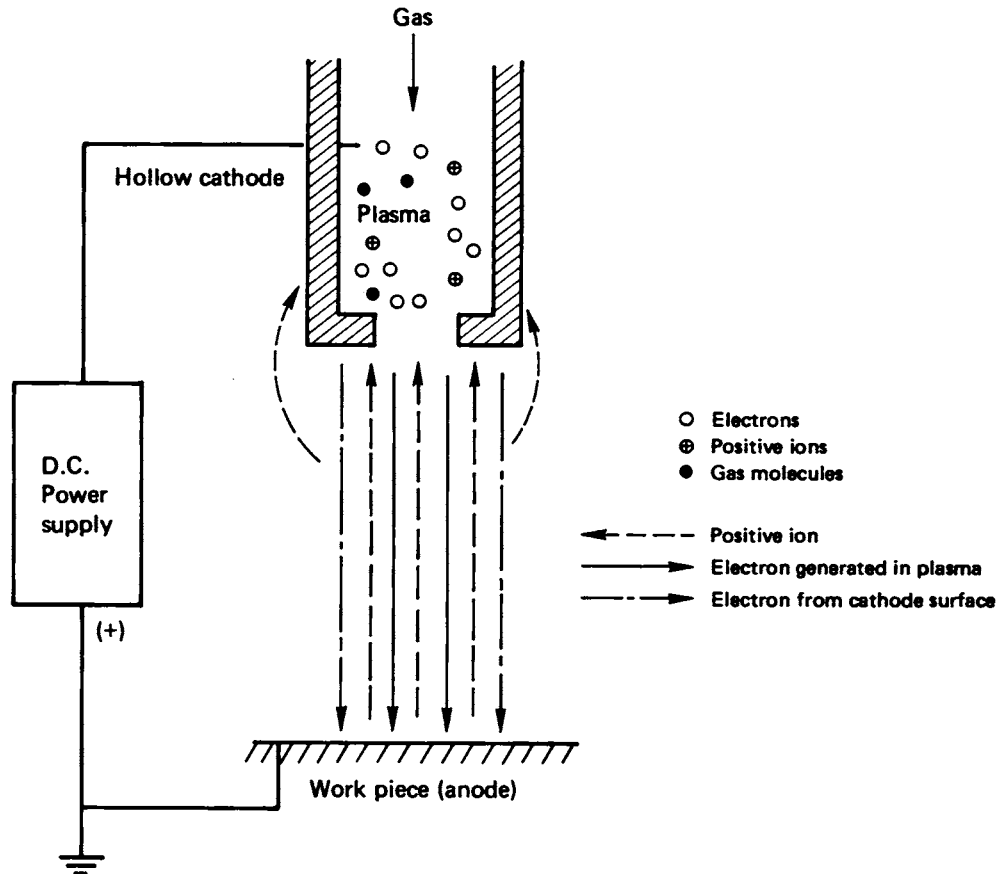 Gas
Hollow cathode
Plasma
D.C.
Power
supply
(+)
Electrons
Positive ions
Gas molecules
Positive ion
Electron generated in plasma
Electron from cathode surface
Work piece (anode)